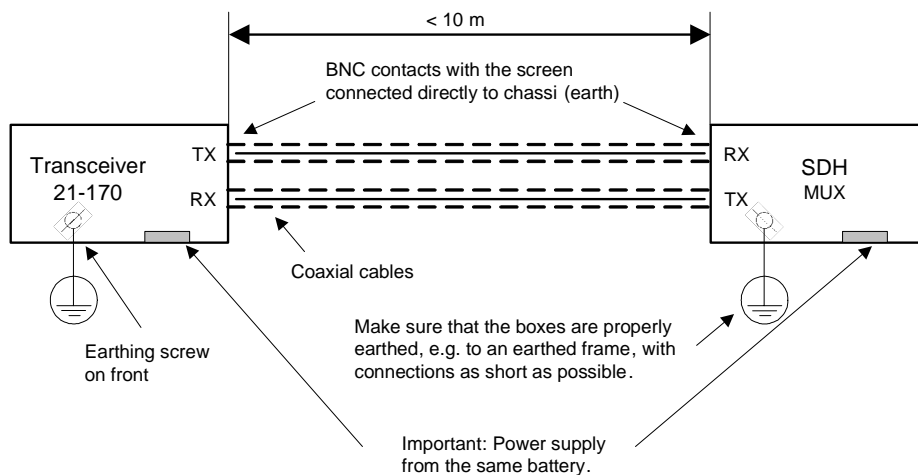 < 10 m
BNC contacts with the screen
connected directly to chassi (earth)
Transceiver
21-170
TX
RX
RX
TX
SDH
MUX
Coaxial cables
Earthing screw
on front
Make sure that the boxes are properly
earthed, e.g. to an earthed frame, with
connections as short as possible.
Important: Power supply
from the same battery.